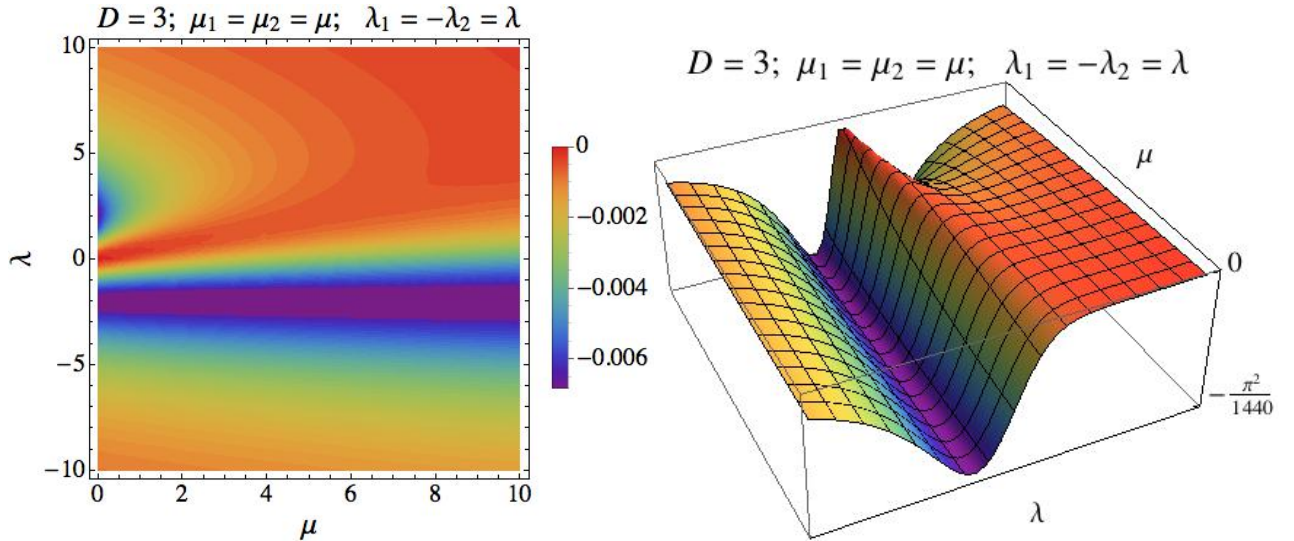 D = 3; μ₁ = μ₂ = μ; λ₁ = −λ₂ = λ
10
5
0
−5
−10
λ
0
2
4
6
8
10
μ
0
−0.002
−0.004
−0.006
D = 3; μ₁ = μ₂ = μ; λ₁ = −λ₂ = λ
μ
0
−π²/1440
λ